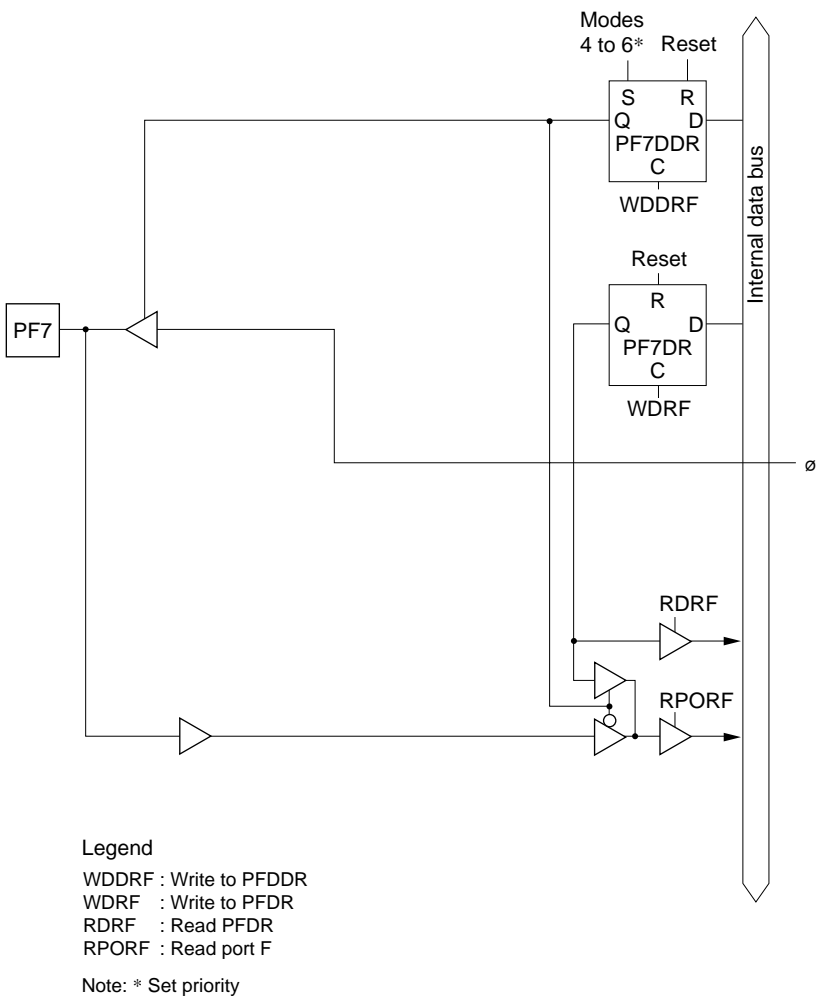 Modes
4 to 6*
Reset
S R
Q D
PF7DDR
C
WDDRF
Internal data bus
Reset
R
PF7
Q D
PF7DR
C
WDRF
ø
RDRF
RPORF
Legend
WDDRF : Write to PFDDR
WDRF : Write to PFDR
RDRF : Read PFDR
RPORF : Read port F
Note: * Set priority